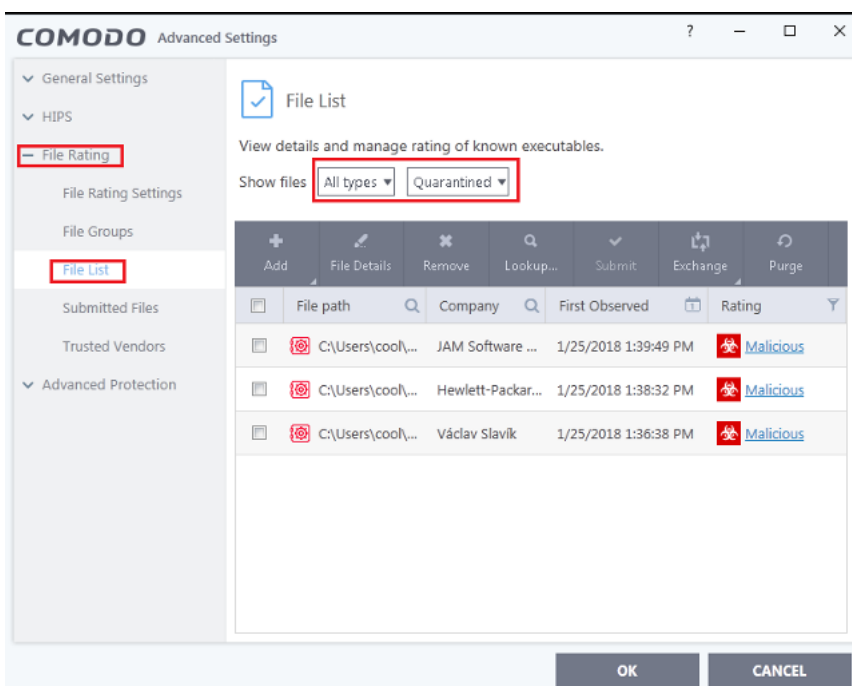 COMODO Advanced Settings ?
General Settings
HIPS
File Rating
File Rating Settings
File Groups
File List
Submitted Files
Trusted Vendors
Advanced Protection
File List
View details and manage rating of known executables.
Show files All types Quarantined
Add File Details Remove Lookup... Submit Exchange Purge
File path Company First Observed 1 Rating
C:\Users\cool\... JAM Software ... 1/25/2018 1:39:49 PM Malicious
C:\Users\cool\... Hewlett-Packar... 1/25/2018 1:38:32 PM Malicious
C:\Users\cool\... Václav Slavík 1/25/2018 1:36:38 PM Malicious
OK CANCEL